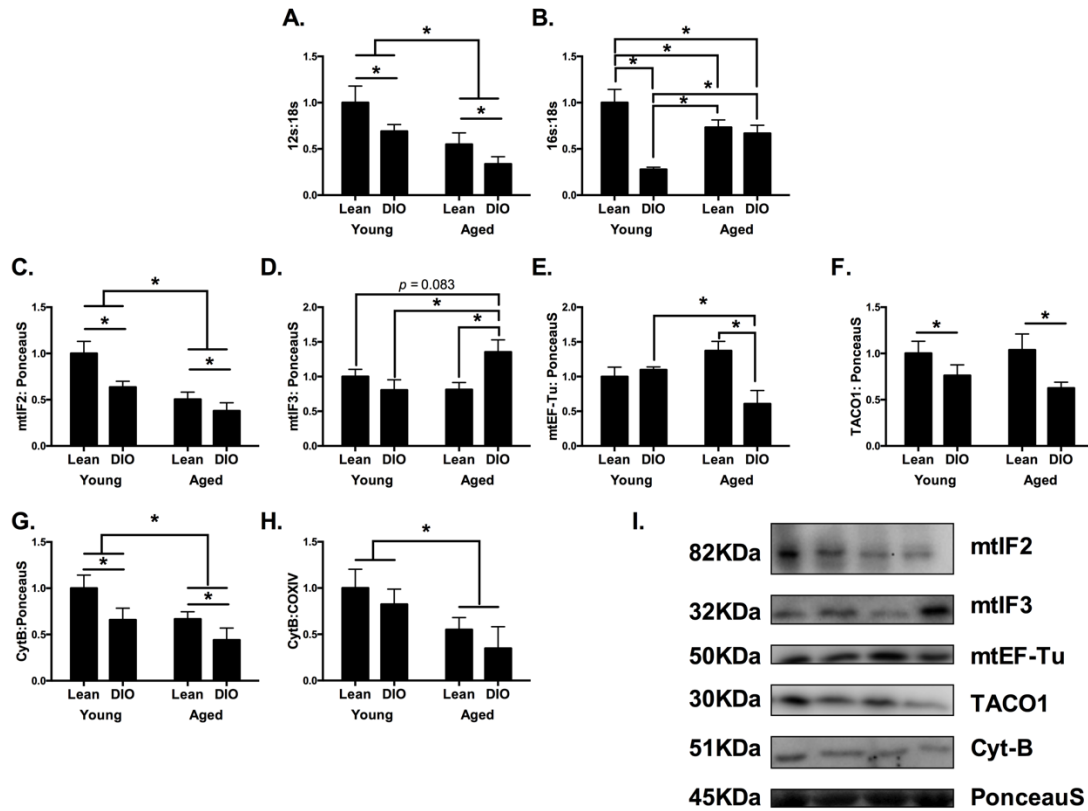 A.
*
*
*
1.5
1.0
0.5
0.0
12s:18s
Lean DIO Lean DIO
Young Aged
B.
*
*
*
*
*
1.5
1.0
0.5
0.0
16s:18s
Lean DIO Lean DIO
Young Aged
C.
*
*
*
1.5
1.0
0.5
0.0
mtIF2: PonceauS
Lean DIO Lean DIO
Young Aged
D.
p = 0.083
*
*
2.0
1.5
1.0
0.5
0.0
mtIF3: PonceauS
Lean DIO Lean DIO
Young Aged
E.
*
*
2.0
1.5
1.0
0.5
0.0
mtEF-Tu: PonceauS
Lean DIO Lean DIO
Young Aged
F.
*
*
1.5
1.0
0.5
0.0
TACO1: PonceauS
Lean DIO Lean DIO
Young Aged
G.
*
*
*
1.5
1.0
0.5
0.0
CytB:PonceauS
Lean DIO Lean DIO
Young Aged
H.
*
1.5
1.0
0.5
0.0
CytB:COXIV
Lean DIO Lean DIO
Young Aged
I.
82KDa mtIF2
32KDa mtIF3
50KDa mtEF-Tu
30KDa TACO1
51KDa Cyt-B
45KDa PonceauS